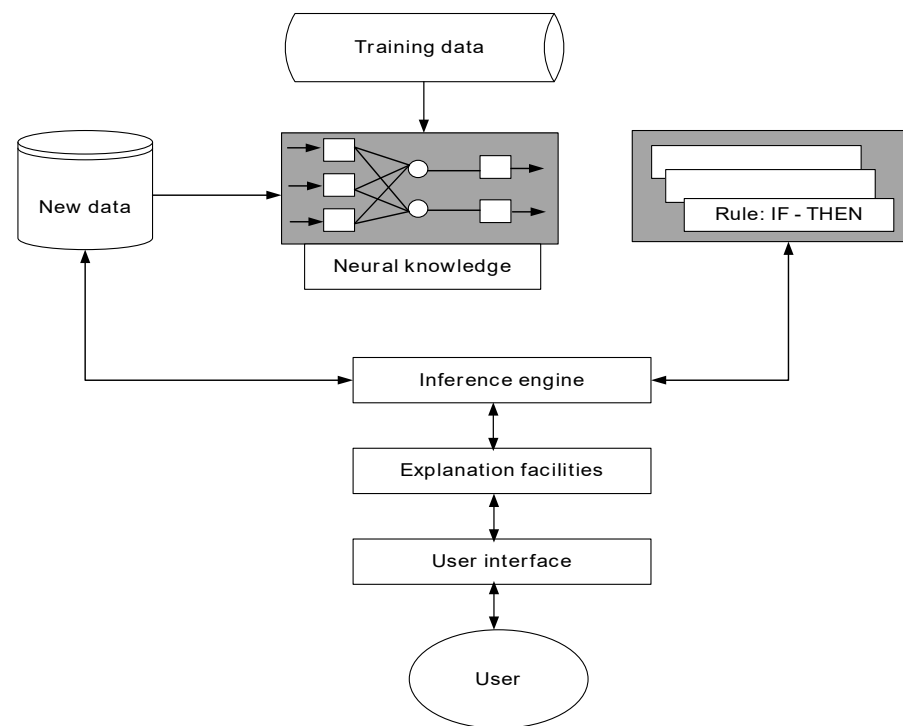 Training data
New data
Neural knowledge
Rule: IF - THEN
Inference engine
Explanation facilities
User interface
User